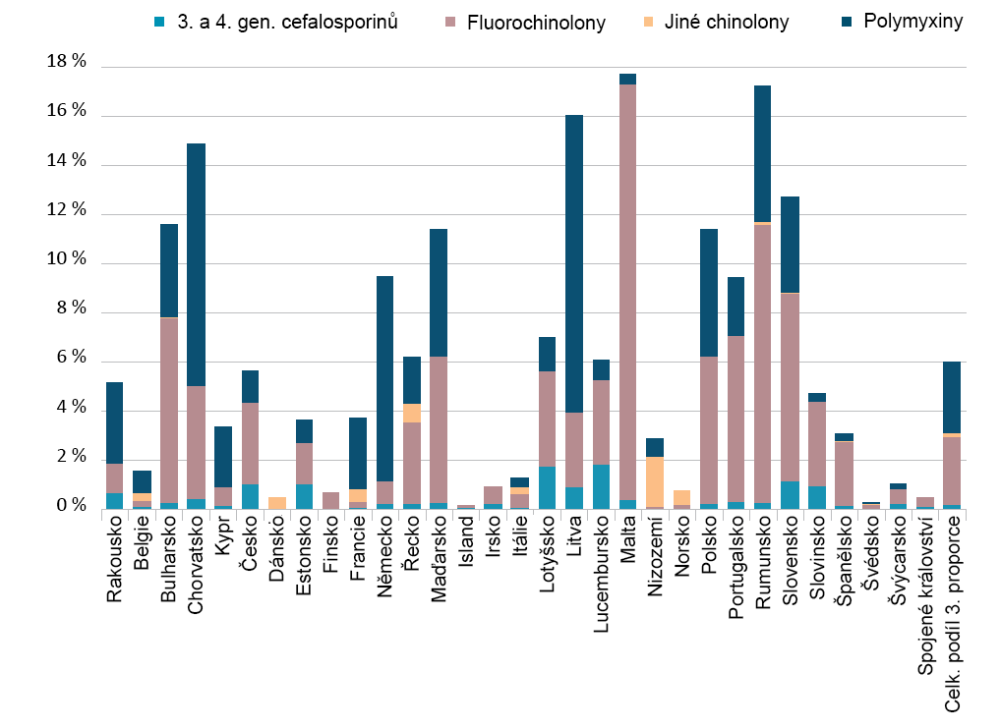 3. a 4. gen. cefalosporinů
Fluorochinolony
Jiné chinolony
Polymyxiny
18 %
16 %
14 %
12 %
10 %
8 %
6 %
4 %
2 %
0 %
Rakousko
Belgie
Bulharsko
Chorvatsko
Kypr
Česko
Dánsko
Estonsko
Finsko
Francie
Německo
Řecko
Maďarsko
Island
Irsko
Itálie
Lotyšsko
Litva
Lucembursko
Malta
Nizozemí
Norsko
Polsko
Portugalsko
Rumunsko
Slovensko
Slovinsko
Španělsko
Švédsko
Švýcarsko
Spojené království
Celk. podíl 3. proporce